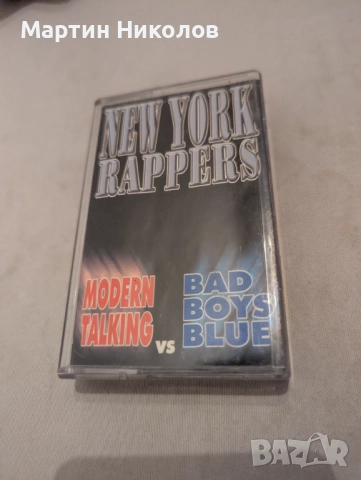 Мартин Николов
NEW YORK
RAPPERS
MODERN
TALKING
vs
BAD
BOYS
BLUE
BAZAR